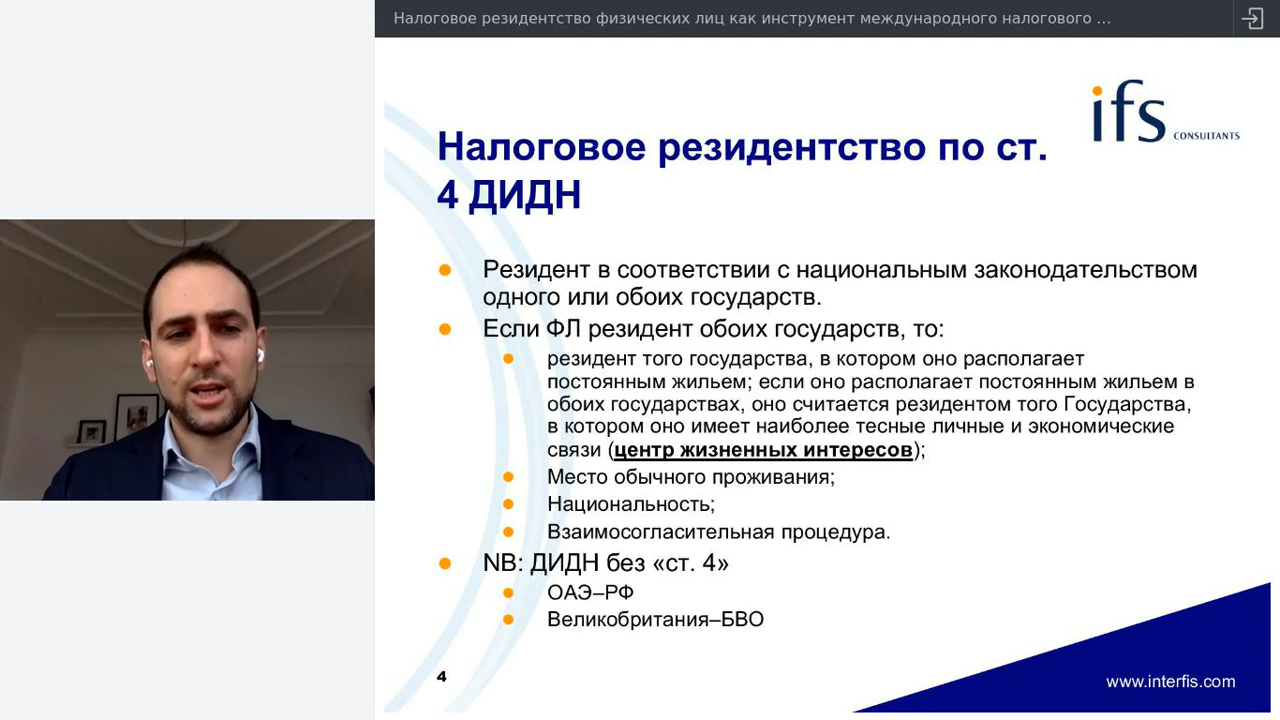 Налоговое резидентство физических лиц как инструмент международного налогового ...
ifs
CONSULTANTS
Налоговое резидентство по ст.
4 ДИДН
Резидент в соответствии с национальным законодательством
одного или обоих государств.
Если ФЛ резидент обоих государств, то:
резидент того государства, в котором оно располагает
постоянным жильем; если оно располагает постоянным жильем в
обоих государствах, оно считается резидентом того Государства,
в котором оно имеет наиболее тесные личные и экономические
связи (центр жизненных интересов);
Место обычного проживания;
Национальность;
Взаимосогласительная процедура.
NB: ДИДН без «ст. 4»
ОАЭ–РФ
Великобритания–БВО
4
www.interfis.com